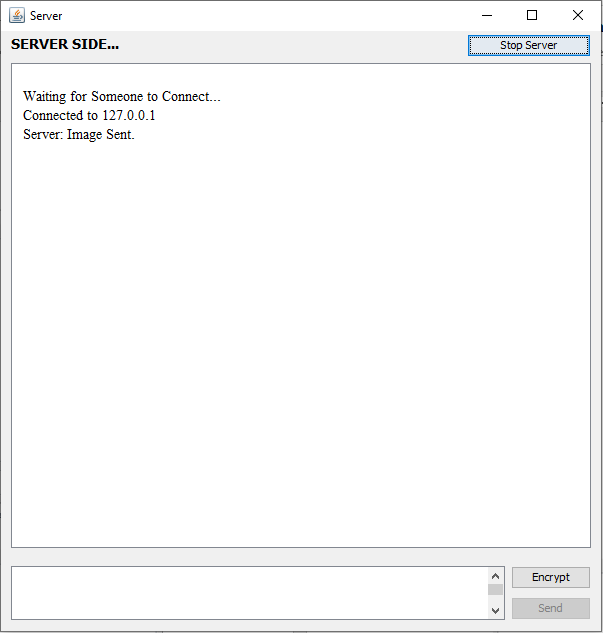 Server
SERVER SIDE...
Stop Server
Waiting for Someone to Connect...
Connected to 127.0.0.1
Server: Image Sent.
Encrypt
Send